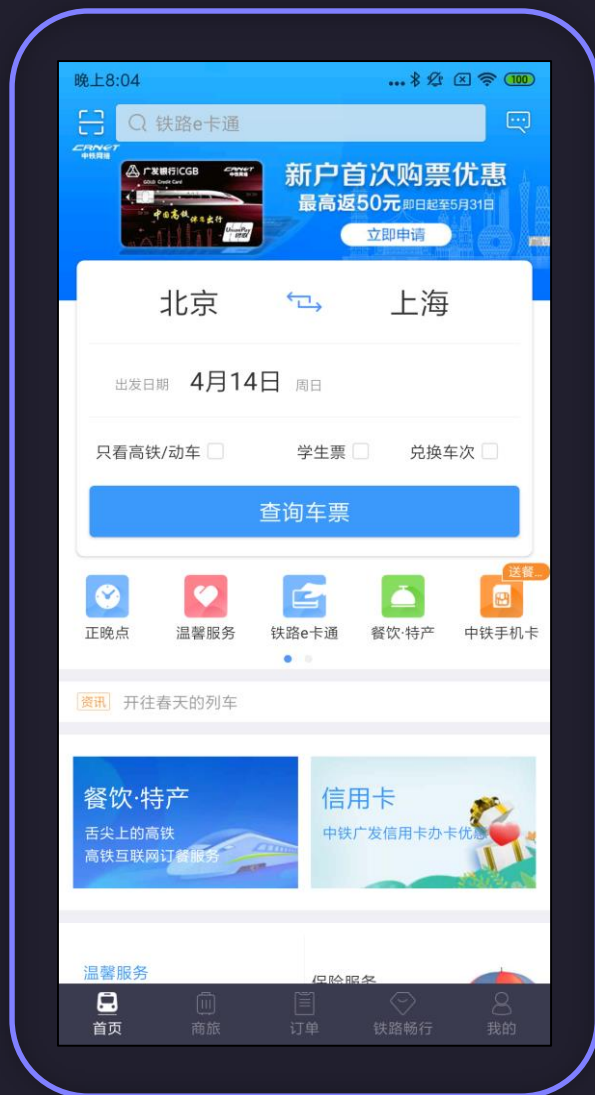 晚上8:04
100
铁路e卡通
CRNET
中铁网络
广发银行|CGB
新户首次购票优惠
最高返50元即日起至5月31日
立即申请
北京
上海
出发日期 4月14日 周日
只看高铁/动车 学生票 兑换车次
查询车票
送餐...
正晚点 温馨服务 铁路e卡通 餐饮·特产 中铁手机卡
资讯 开往春天的列车
餐饮·特产
舌尖上的高铁
高铁互联网订餐服务
信用卡
中铁广发信用卡办卡优惠
温馨服务
保险服务
首页 商旅 订单 铁路畅行 我的